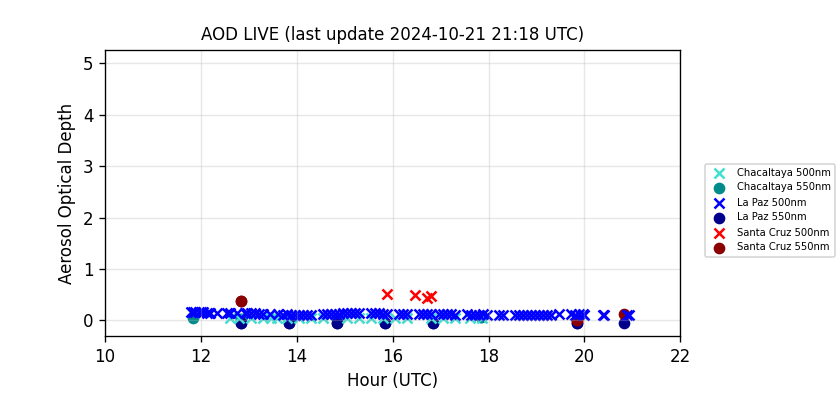 AOD LIVE (last update 2024-10-21 21:18 UTC)
Aerosol Optical Depth
5
4
3
2
1
0
10 12 14 16 18 20 22
Hour (UTC)
Chacaltaya 500nm
Chacaltaya 550nm
La Paz 500nm
La Paz 550nm
Santa Cruz 500nm
Santa Cruz 550nm